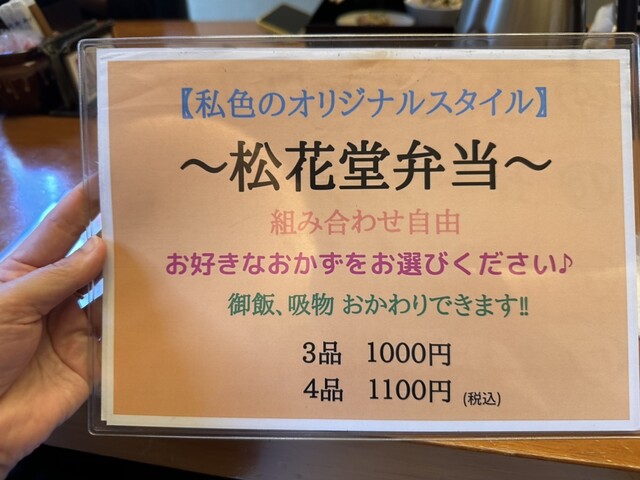 【私色のオリジナルスタイル】
～松花堂弁当～
組み合わせ自由
お好きなおかずをお選びください♪
御飯、吸物 おかわりできます!!
3品 1000円
4品 1100円 (税込)